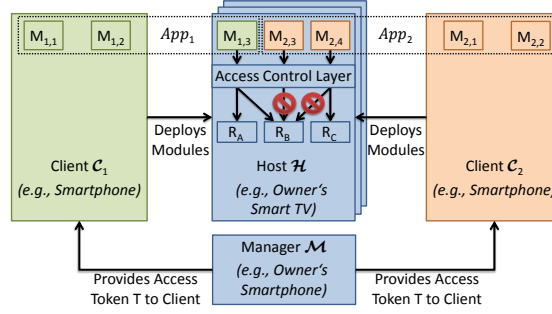 M1,1 M1,2 App1 M1,3 M2,3 M2,4 App2 M2,1 M2,2
Access Control Layer
RA RB RC
Deploys
Modules
Deploys
Modules
Client C1
(e.g., Smartphone)
Host H
(e.g., Owner's
Smart TV)
Client C2
(e.g., Smartphone)
Manager M
(e.g., Owner's
Smartphone)
Provides Access
Token T to Client
Provides Access
Token T to Client